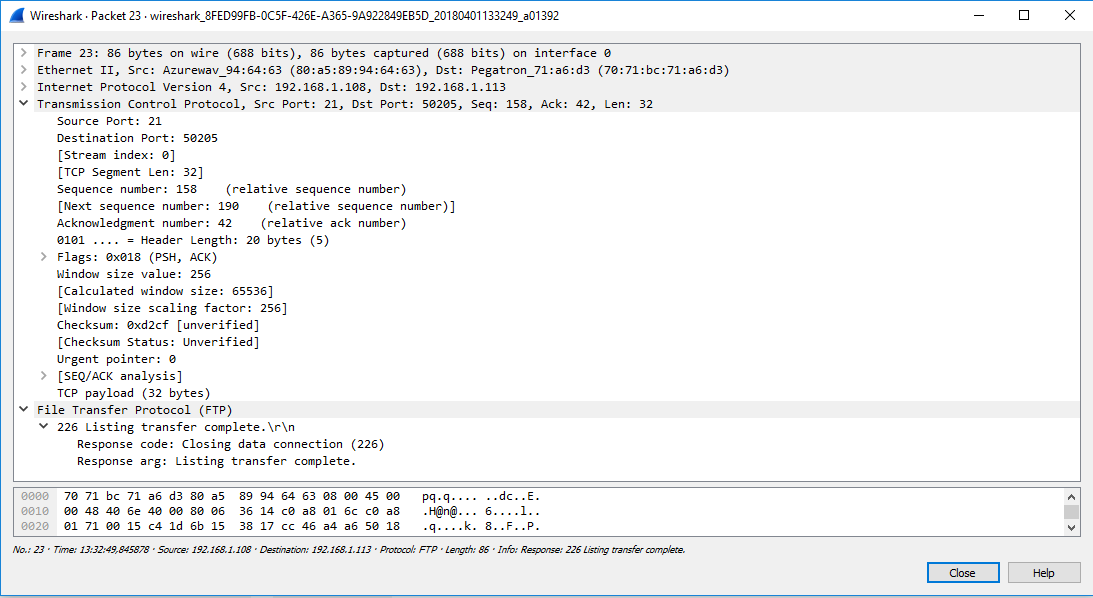 Wireshark · Packet 23 · wireshark_8FED99FB-0C5F-426E-A365-9A922849EB5D_20180401133249_a01392
Frame 23: 86 bytes on wire (688 bits), 86 bytes captured (688 bits) on interface 0
Ethernet II, Src: Azurewav_94:64:63 (80:a5:89:94:64:63), Dst: Pegatron_71:a6:d3 (70:71:bc:71:a6:d3)
Internet Protocol Version 4, Src: 192.168.1.108, Dst: 192.168.1.113
Transmission Control Protocol, Src Port: 21, Dst Port: 50205, Seq: 158, Ack: 42, Len: 32
Source Port: 21
Destination Port: 50205
[Stream index: 0]
[TCP Segment Len: 32]
Sequence number: 158    (relative sequence number)
[Next sequence number: 190    (relative sequence number)]
Acknowledgment number: 42    (relative ack number)
0101 .... = Header Length: 20 bytes (5)
Flags: 0x018 (PSH, ACK)
Window size value: 256
[Calculated window size: 65536]
[Window size scaling factor: 256]
Checksum: 0xd2cf [unverified]
[Checksum Status: Unverified]
Urgent pointer: 0
[SEQ/ACK analysis]
TCP payload (32 bytes)
File Transfer Protocol (FTP)
226 Listing transfer complete.\r\n
Response code: Closing data connection (226)
Response arg: Listing transfer complete.
0000  70 71 bc 71 a6 d3 80 a5  89 94 64 63 08 00 45 00   pq.q.... ..dc..E.
0010  00 48 40 6e 40 00 80 06  36 14 c0 a8 01 6c c0 a8   .H@n@... 6....l..
0020  01 71 00 15 c4 1d 6b 15  38 17 cc 46 a4 a6 50 18   .q....k. 8..F..P.
No.: 23 · Time: 13:32:49,845878 · Source: 192.168.1.108 · Destination: 192.168.1.113 · Protocol: FTP · Length: 86 · Info: Response: 226 Listing transfer complete.
Close Help